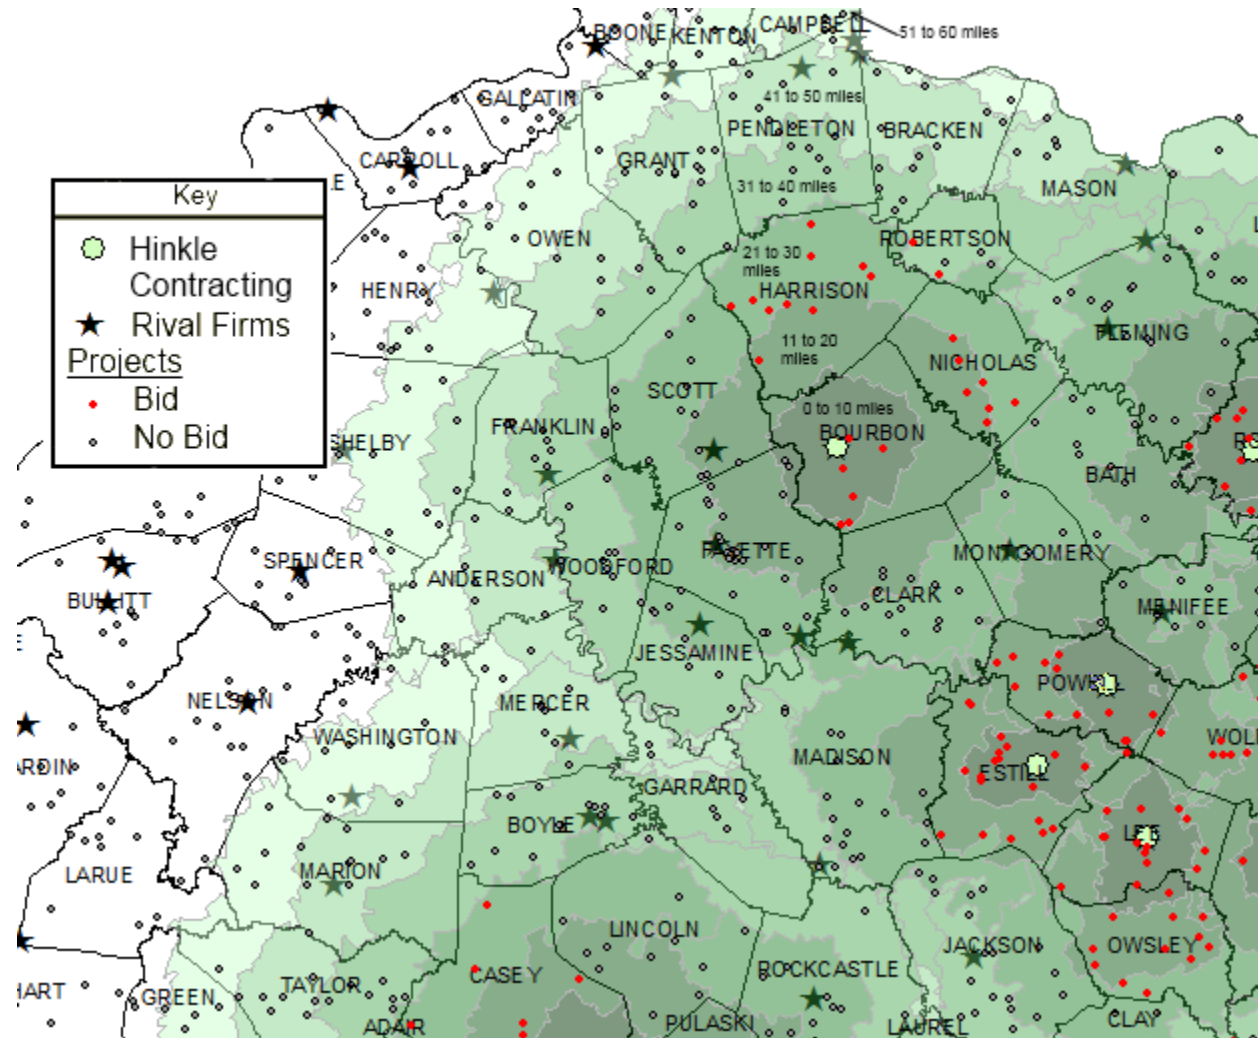 BOONE
KENTON
CAMPBELL
51 to 60 miles
GALLATIN
41 to 50 miles
PENDLETON
BRACKEN
CARROLL
GRANT
LE
31 to 40 miles
MASON
Key
Hinkle
Contracting
Rival Firms
Projects
Bid
No Bid
OWEN
ROBERTSON
21 to 30
miles
HENRY
HARRISON
FLEMING
11 to 20
miles
NICHOLAS
SCOTT
0 to 10 miles
FRANKLIN
BOURBON
SHELBY
BATH
SPENCER
FAYETTE
MONTGOMERY
WOODFORD
ANDERSON
CLARK
BULLITT
MENIFEE
JESSAMINE
POWELL
NELSON
MERCER
WASHINGTON
WOL
MADISON
ARDIN
ESTILL
GARRARD
BOYLE
LEE
LARUE
MARION
LINCOLN
JACKSON
OWSLEY
CASEY
ROCKCASTLE
TAYLOR
HART
GREEN
ADAIR
PULASKI
LAUREL
CLAY